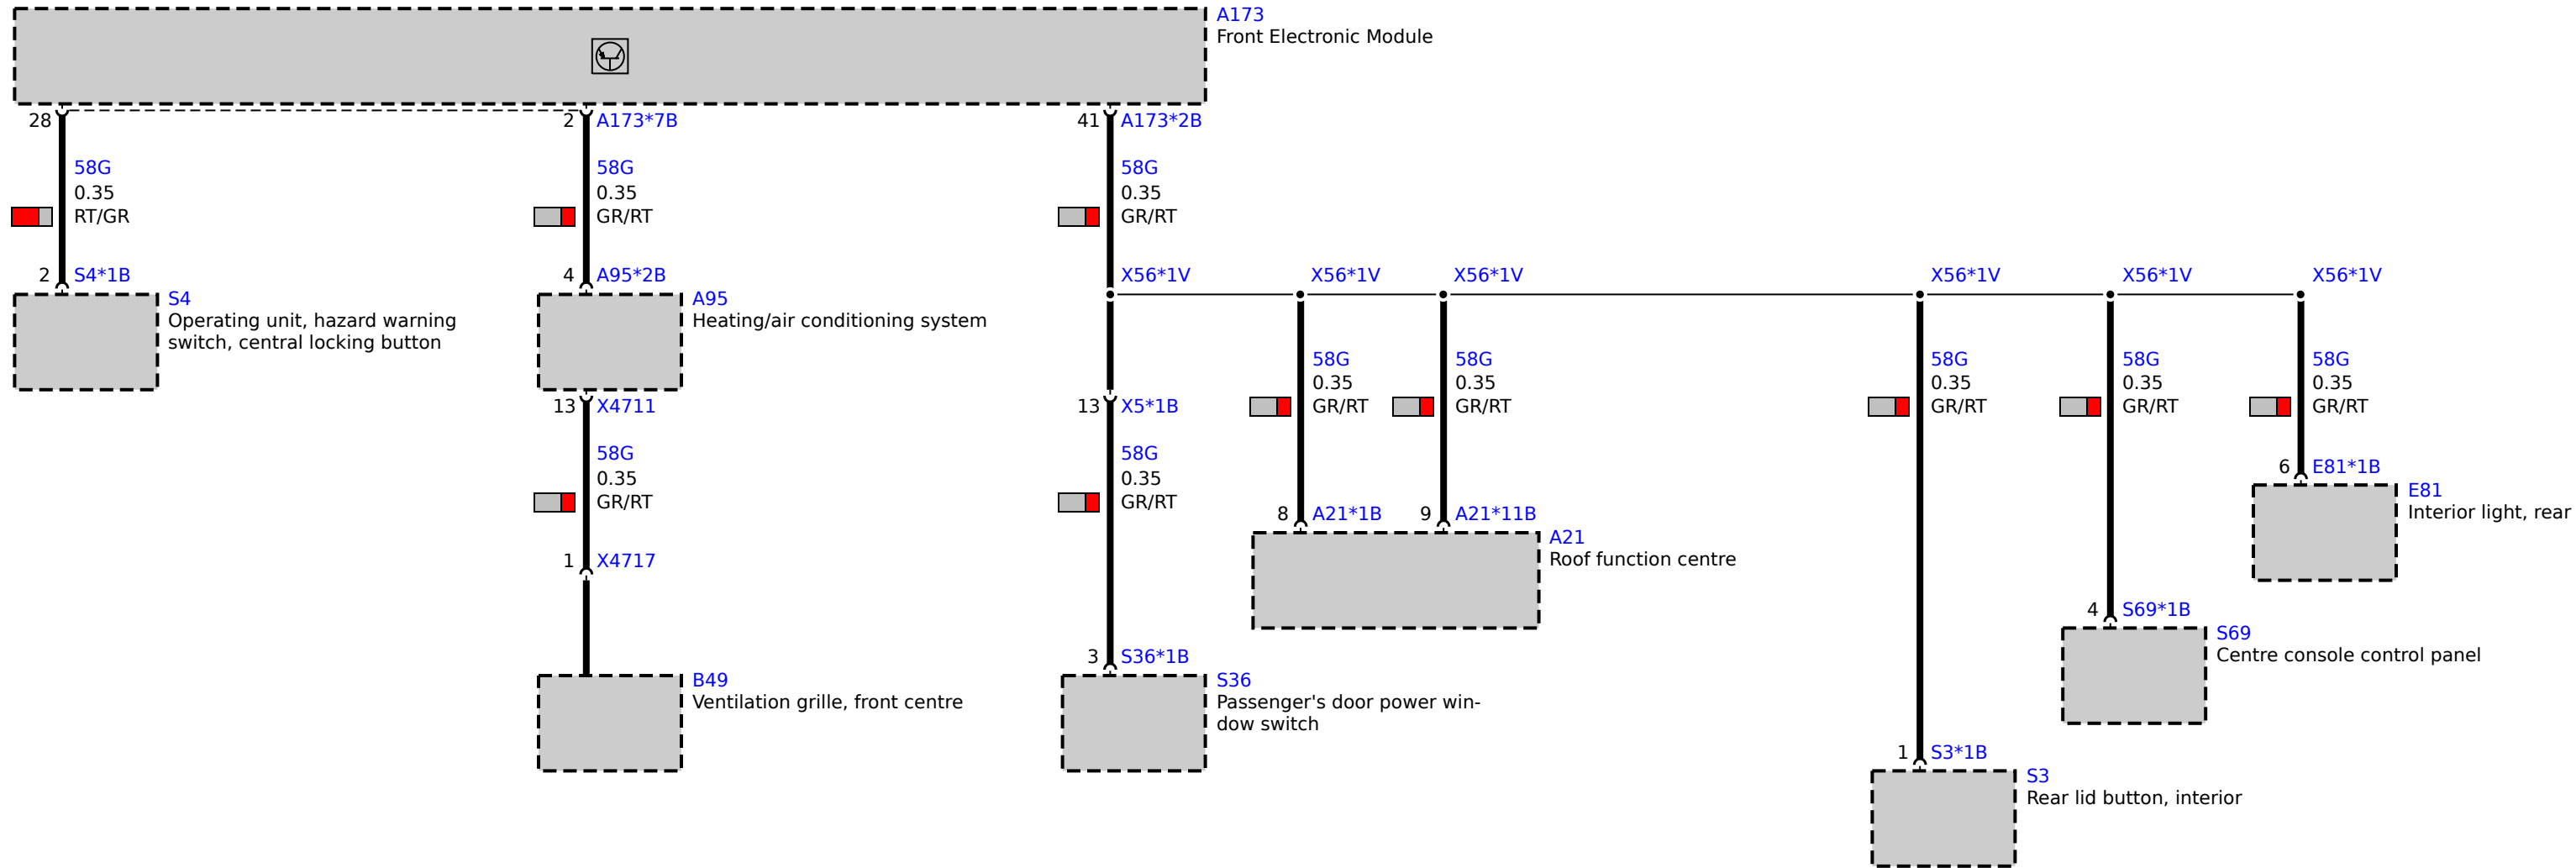 A173
Front Electronic Module
28
2 A173*7B
41 A173*2B
58G
0.35
RT/GR
58G
0.35
GR/RT
58G
0.35
GR/RT
2 S4*1B
4 A95*2B
X56*1V
X56*1V
X56*1V
X56*1V
X56*1V
X56*1V
S4
Operating unit, hazard warning
switch, central locking button
A95
Heating/air conditioning system
58G
0.35
GR/RT
58G
0.35
GR/RT
58G
0.35
GR/RT
58G
0.35
GR/RT
58G
0.35
GR/RT
13 X4711
13 X5*1B
58G
0.35
GR/RT
58G
0.35
GR/RT
6 E81*1B
E81
Interior light, rear
8 A21*1B
9 A21*11B
A21
Roof function centre
1 X4717
4 S69*1B
S69
Centre console control panel
3 S36*1B
B49
Ventilation grille, front centre
S36
Passenger's door power win-
dow switch
1 S3*1B
S3
Rear lid button, interior